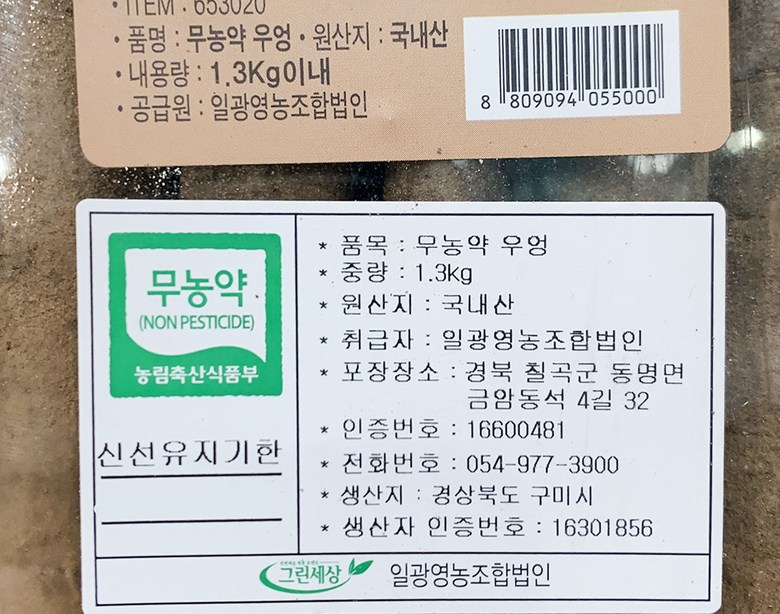 • ITEM : 653020
• 품명 : 무농약 우엉 • 원산지 : 국내산
• 내용량 : 1.3Kg이내
• 공급원 : 일광영농조합법인
8 809094 055000
무농약
(NON PESTICIDE)
농림축산식품부
신선유지기한
* 품목 : 무농약 우엉
* 중량 : 1.3kg
* 원산지 : 국내산
* 취급자 : 일광영농조합법인
* 포장장소 : 경북 칠곡군 동명면
금암동석 4길 32
* 인증번호 : 16600481
* 전화번호 : 054-977-3900
* 생산지 : 경상북도 구미시
* 생산자 인증번호 : 16301856
그린세상 일광영농조합법인